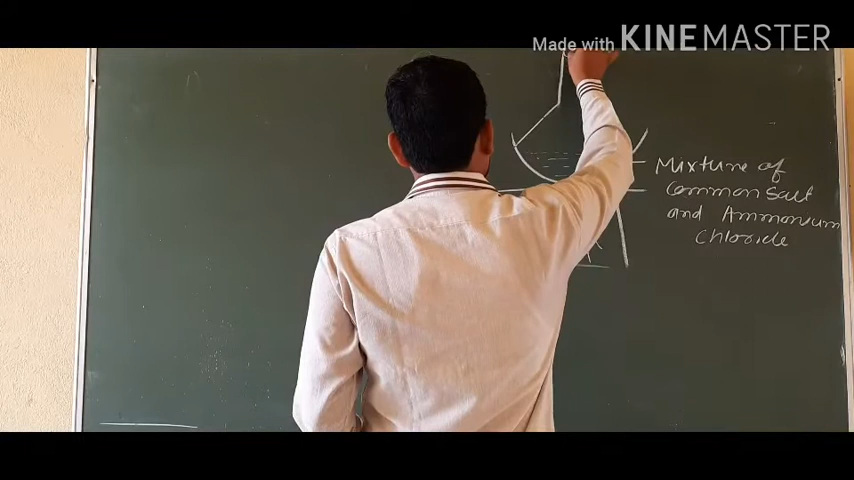 Made with KINEMASTER
Mixture of
Common Salt
and Ammonium
Chloride